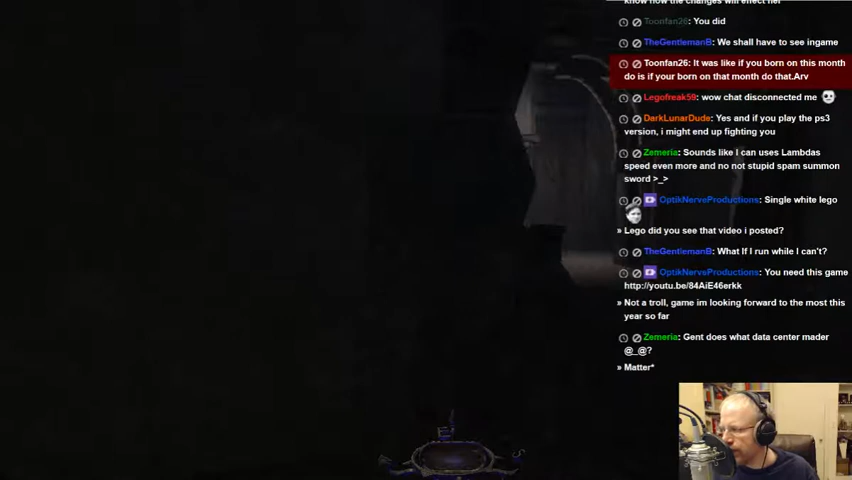 Toonfan26: You did
TheGentlemanB: We shall have to see ingame
Toonfan26: It was like if you born on this month
do is if your born on that month do that.Arv
Legofreak59: wow chat disconnected me
DarkLunarDude: Yes and if you play the ps3
version, i might end up fighting you
Zemeria: Sounds like I can uses Lambdas
speed even more and no not stupid spam summon
sword >_>
OptikNerveProductions: Single white lego
» Lego did you see that video i posted?
TheGentlemanB: What If I run while I can't?
OptikNerveProductions: You need this game
http://youtu.be/84AiE46erkk
» Not a troll, game im looking forward to the most this
year so far
Zemeria: Gent does what data center mader
@_@?
» Matter*